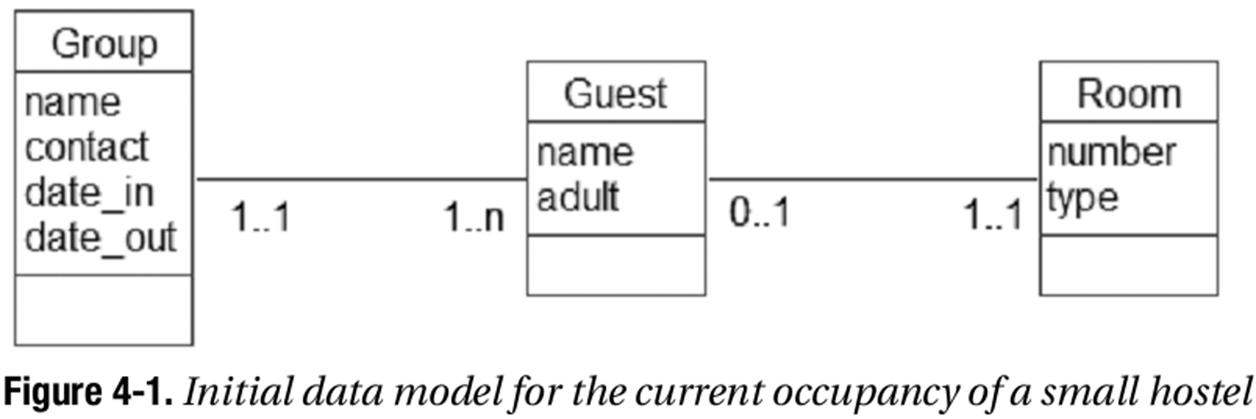 Group
name
contact
date_in
date_out
1..1
1..n
Guest
name
adult
0..1
1..1
Room
number
type
Figure 4-1. Initial data model for the current occupancy of a small hostel